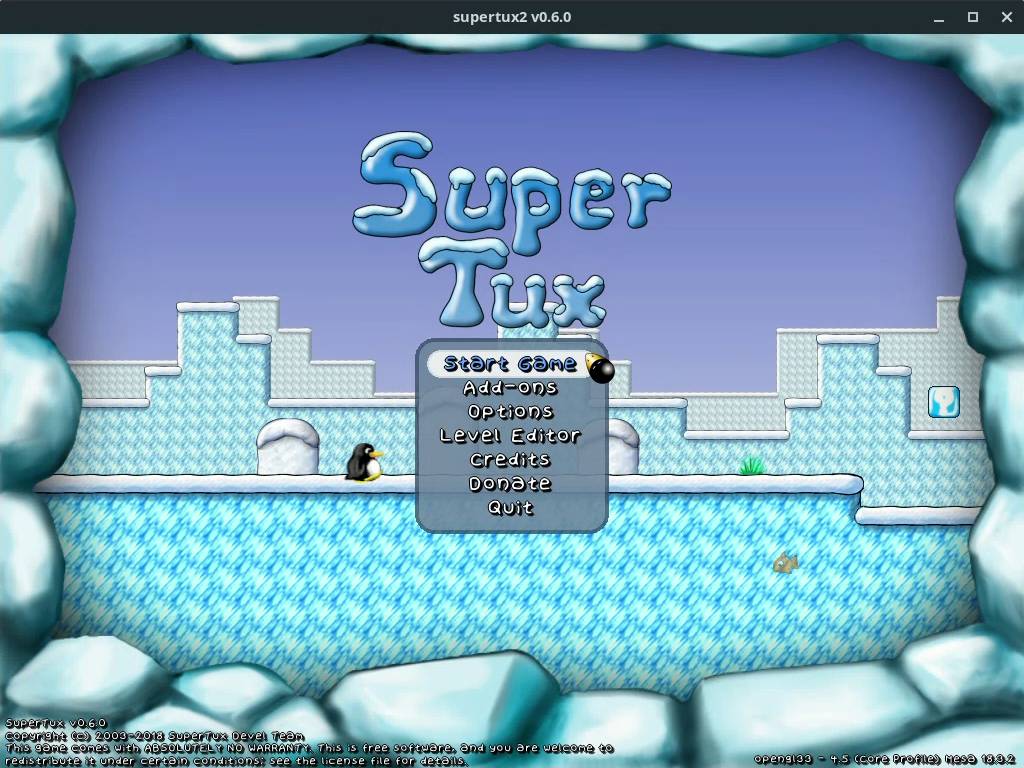 supertux2 v0.6.0
Super
Tux
Start Game
Add-ons
Options
Level Editor
Credits
Donate
Quit
SuperTux v0.6.0
Copyright (c) 2003-2018 SuperTux Devel Team
This game comes with ABSOLUTELY NO WARRANTY. This is free software, and you are welcome to
redistribute it under certain conditions; see the license file for details.
opengl33 - 4.5 (Core Profile) Mesa 18.3.2